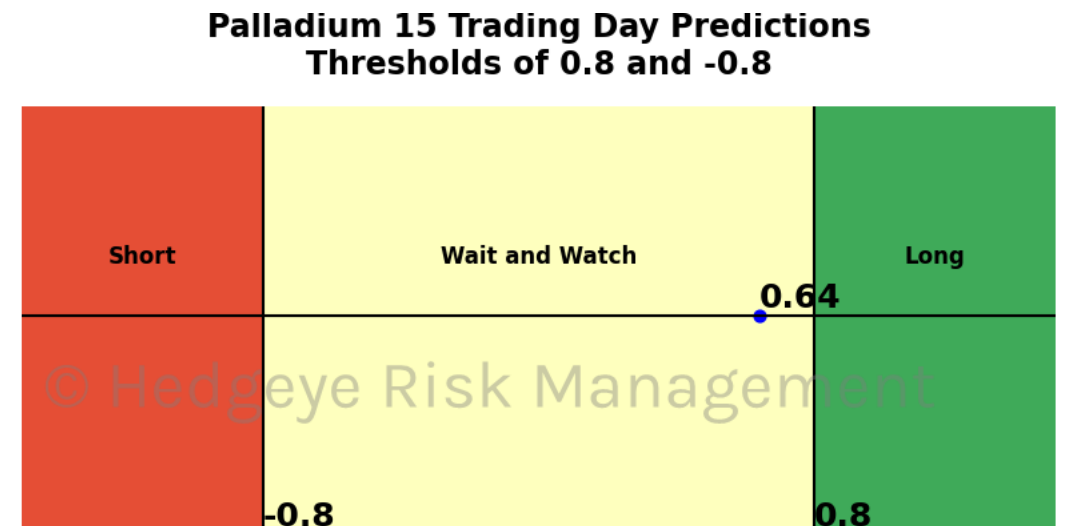 Palladium 15 Trading Day Predictions
Thresholds of 0.8 and -0.8
Short Wait and Watch Long
0.64
© Hedgeye Risk Management
-0.8 0.8